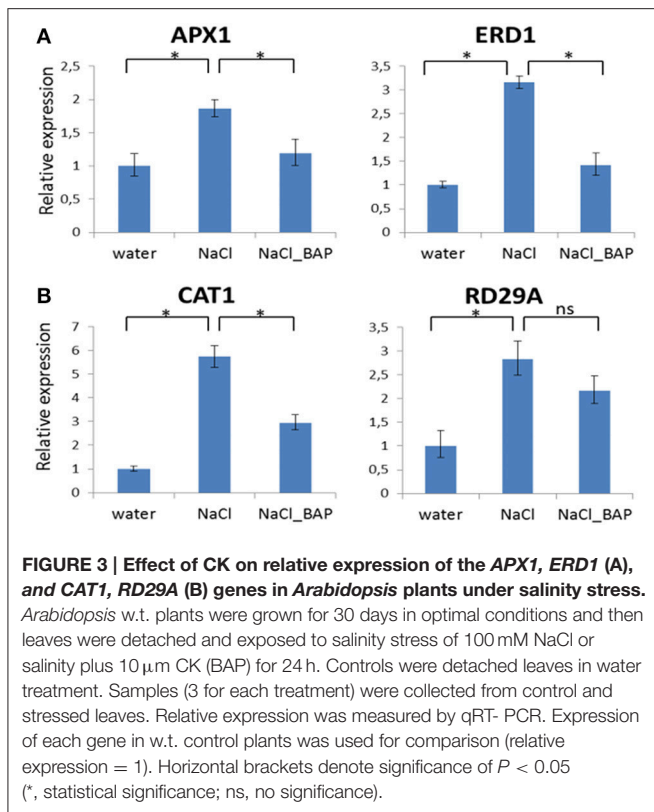 A APX1 ERD1
* * * *
Relative expression
2,5
2
1,5
1
0,5
0
water NaCl NaCl_BAP
3,5
3
2,5
2
1,5
1
0,5
0
water NaCl NaCl_BAP
B CAT1 RD29A
* * * ns
Relative expression
7
6
5
4
3
2
1
0
water NaCl NaCl_BAP
3,5
3
2,5
2
1,5
1
0,5
0
water NaCl NaCl_BAP
FIGURE 3 | Effect of CK on relative expression of the APX1, ERD1 (A),
and CAT1, RD29A (B) genes in Arabidopsis plants under salinity stress.
Arabidopsis w.t. plants were grown for 30 days in optimal conditions and then
leaves were detached and exposed to salinity stress of 100 mM NaCl or
salinity plus 10 μm CK (BAP) for 24 h. Controls were detached leaves in water
treatment. Samples (3 for each treatment) were collected from control and
stressed leaves. Relative expression was measured by qRT- PCR. Expression
of each gene in w.t. control plants was used for comparison (relative
expression = 1). Horizontal brackets denote significance of P < 0.05
(*, statistical significance; ns, no significance).